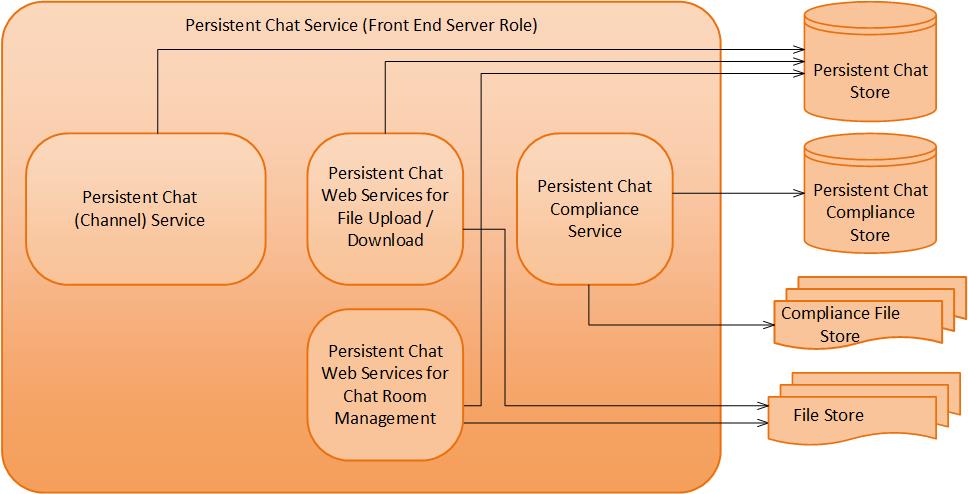 Persistent Chat Service (Front End Server Role)
Persistent Chat
Store
Persistent Chat
(Channel) Service
Persistent Chat
Web Services for
File Upload /
Download
Persistent Chat
Compliance
Service
Persistent Chat
Compliance
Store
Compliance File
Store
Persistent Chat
Web Services for
Chat Room
Management
File Store